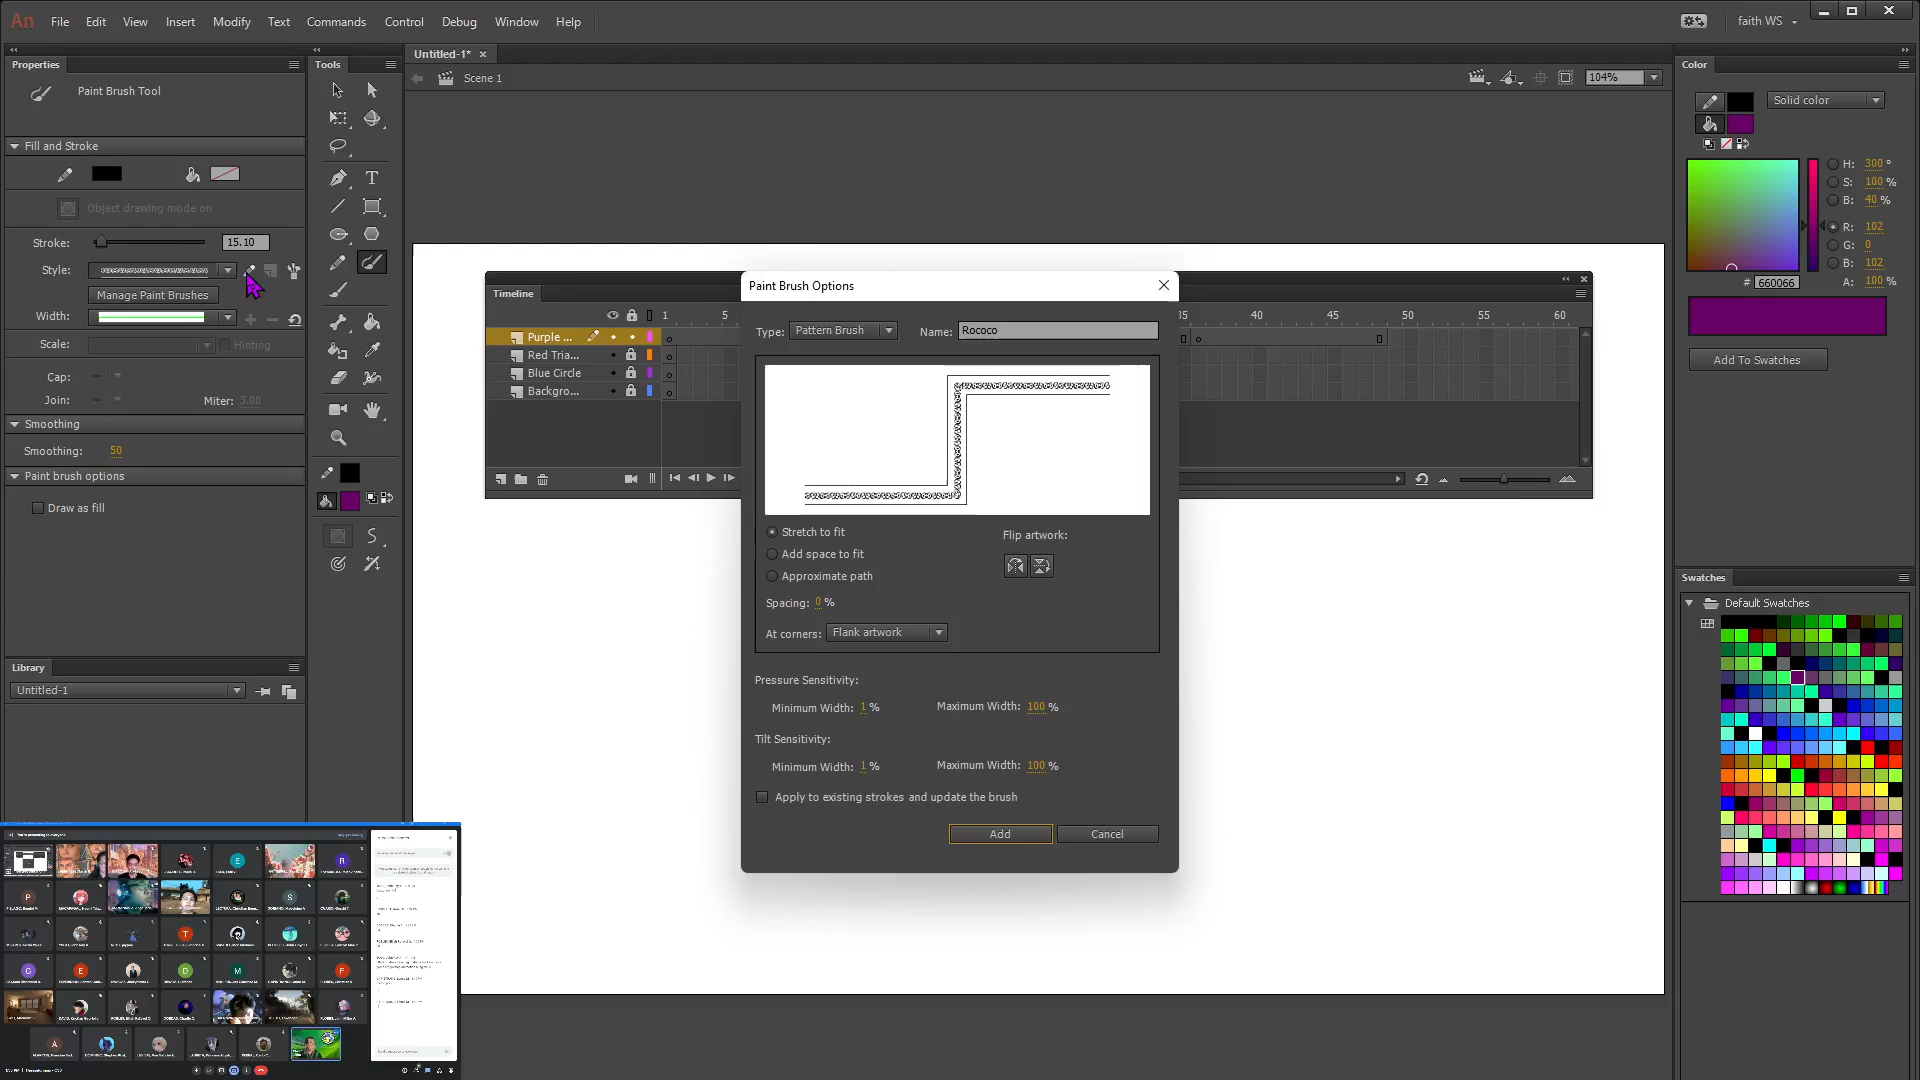 An File Edit View Insert Modify Text Commands Control Debug Window Help faith WS
Properties
Tools
Untitled-1*
Color
Scene 1
104%
Paint Brush Tool
Solid color
Fill and Stroke
H: 300 °
S: 100 %
B: 40 %
Object drawing mode on
R: 102
G: 0
B: 102
A: 100 %
# 660066
Stroke: 15.10
Style:
Manage Paint Brushes
Width:
Scale: Hinting
Cap:
Join: Miter: 3.00
Smoothing
Smoothing: 50
Paint brush options
Draw as fill
Add To Swatches
Timeline
1 5 35 40 45 50 55 60
Purple ...
Red Tria...
Blue Circle
Backgro...
Paint Brush Options
Type: Pattern Brush Name: Rococo
Stretch to fit
Flip artwork:
Add space to fit
Approximate path
Spacing: 0 %
At corners: Flank artwork
Pressure Sensitivity:
Minimum Width: 1 % Maximum Width: 100 %
Tilt Sensitivity:
Minimum Width: 1 % Maximum Width: 100 %
Apply to existing strokes and update the brush
Add Cancel
Swatches
Default Swatches
Library
Untitled-1